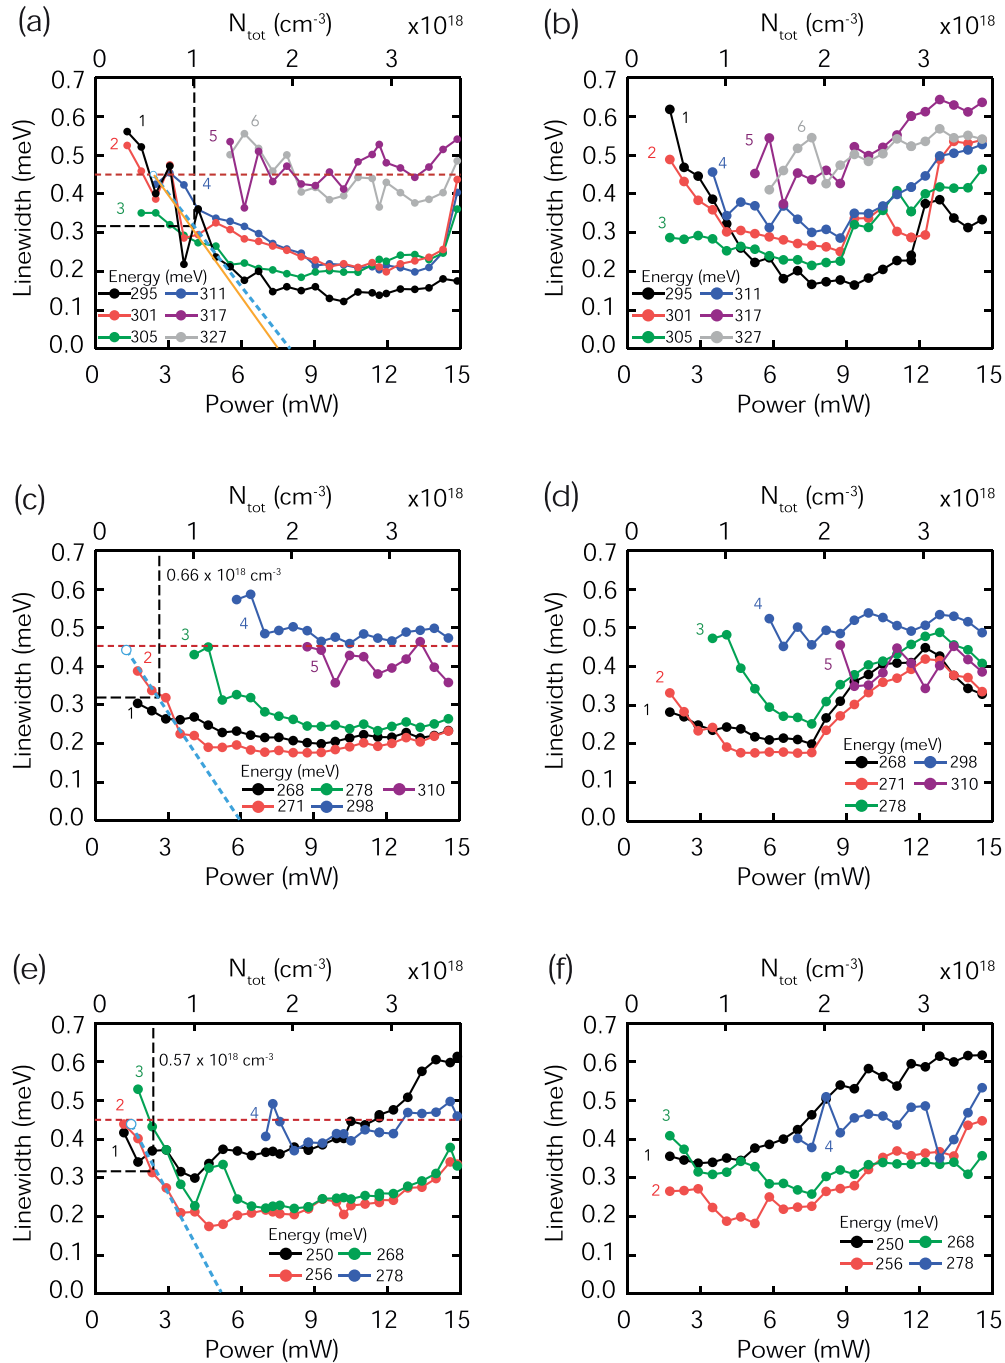 (a)
N_tot (cm-3) x10^18
0 1 2 3
0.7
0.6
0.5
0.4
0.3
0.2
0.1
0.0
Linewidth (meV)
1
2
3
4
5
6
Energy (meV)
295 311
301 317
305 327
0 3 6 9 12 15
Power (mW)
(b)
N_tot (cm-3) x10^18
0 1 2 3
0.7
0.6
0.5
0.4
0.3
0.2
0.1
0.0
Linewidth (meV)
1
2
3
4
5
6
Energy (meV)
295 311
301 317
305 327
0 3 6 9 12 15
Power (mW)
(c)
N_tot (cm-3) x10^18
0 1 2 3
0.7
0.6
0.5
0.4
0.3
0.2
0.1
0.0
Linewidth (meV)
0.66 x 10^18 cm-3
1
2
3
4
5
Energy (meV)
268 278 310
271 298
0 3 6 9 12 15
Power (mW)
(d)
N_tot (cm-3) x10^18
0 1 2 3
0.7
0.6
0.5
0.4
0.3
0.2
0.1
0.0
Linewidth (meV)
1
2
3
4
5
Energy (meV)
268 298
271 310
278
0 3 6 9 12 15
Power (mW)
(e)
N_tot (cm-3) x10^18
0 1 2 3
0.7
0.6
0.5
0.4
0.3
0.2
0.1
0.0
Linewidth (meV)
0.57 x 10^18 cm-3
1
2
3
4
Energy (meV)
250 268
256 278
0 3 6 9 12 15
Power (mW)
(f)
N_tot (cm-3) x10^18
0 1 2 3
0.7
0.6
0.5
0.4
0.3
0.2
0.1
0.0
Linewidth (meV)
1
2
3
4
Energy (meV)
250 268
256 278
0 3 6 9 12 15
Power (mW)